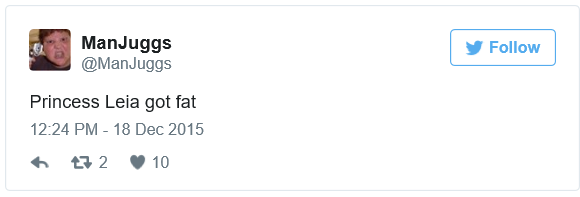 ManJuggs
@ManJuggs
Follow
Princess Leia got fat
12:24 PM - 18 Dec 2015
2 10